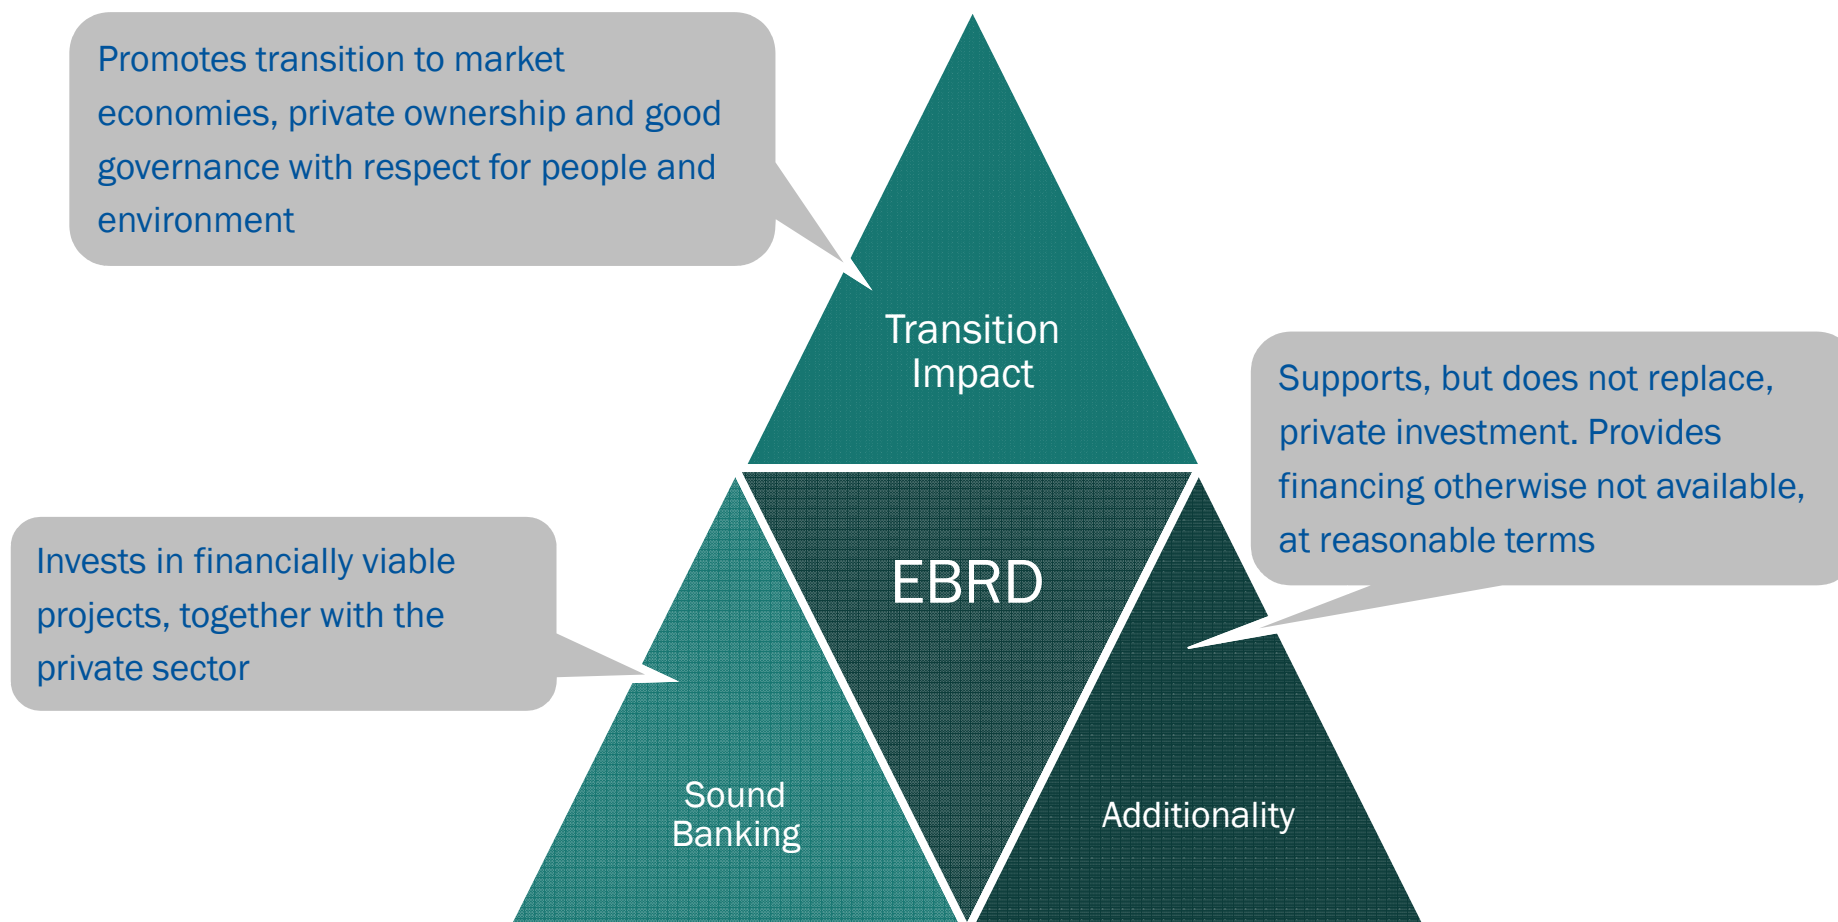 Promotes transition to market
economies, private ownership and good
governance with respect for people and
environment
Transition
Impact
Supports, but does not replace,
private investment. Provides
financing otherwise not available,
at reasonable terms
Invests in financially viable
projects, together with the
private sector
EBRD
Sound
Banking
Additionality